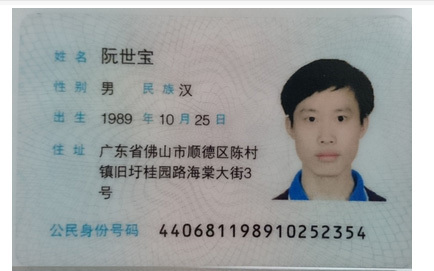 姓名 阮世宝
性别 男 民族 汉
出生 1989 年 10 月 25 日
住址 广东省佛山市顺德区陈村
镇旧圩桂园路海棠大街3
号
公民身份号码 440681198910252354